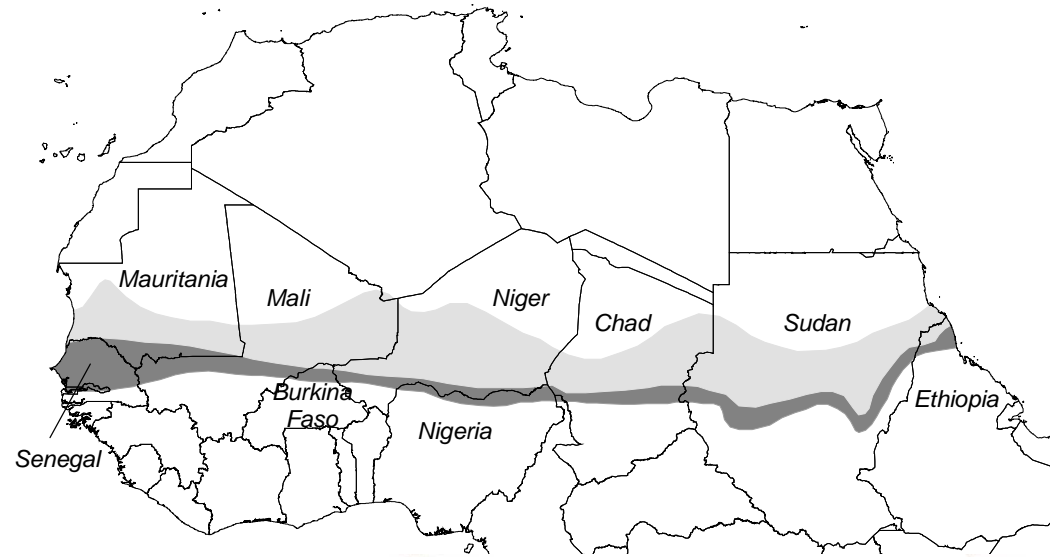 Mauritania
Mali
Niger
Chad
Sudan
Burkina
Faso
Nigeria
Ethiopia
Senegal